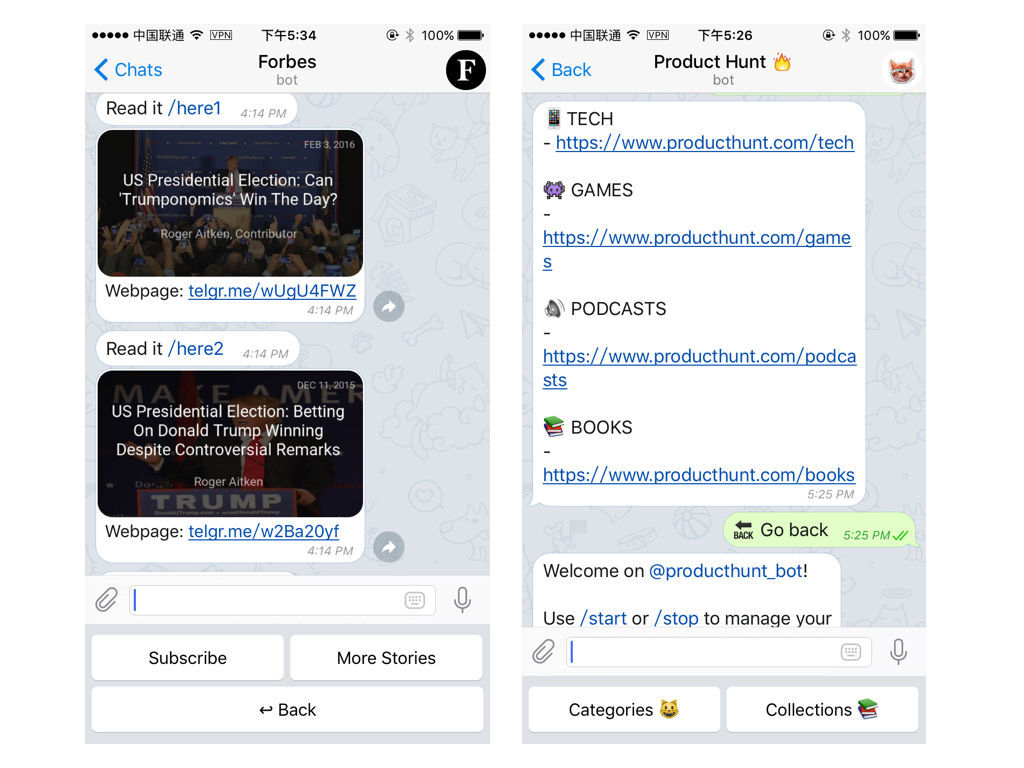 中国联通 VPN 下午5:34 100%
Chats Forbes
bot
F
Read it /here1 4:14 PM
FEB 3, 2016
US Presidential Election: Can
'Trumponomics' Win The Day?
Roger Aitken, Contributor
Webpage: telgr.me/wUgU4FWZ
4:14 PM
Read it /here2 4:14 PM
DEC 11, 2015
MAKE AMER
US Presidential Election: Betting
On Donald Trump Winning
Despite Controversial Remarks
Roger Aitken
TRUMP
Webpage: telgr.me/w2Ba20yf
4:14 PM
Subscribe More Stories
↩ Back
中国联通 VPN 下午5:26 100%
Back Product Hunt 🔥
bot
📱 TECH
- https://www.producthunt.com/tech
👾 GAMES
-
https://www.producthunt.com/game
s
🔊 PODCASTS
-
https://www.producthunt.com/podca
sts
📚 BOOKS
-
https://www.producthunt.com/books
5:25 PM
🔙 Go back 5:25 PM
Welcome on @producthunt_bot!
Use /start or /stop to manage your
Categories 😺 Collections 📚